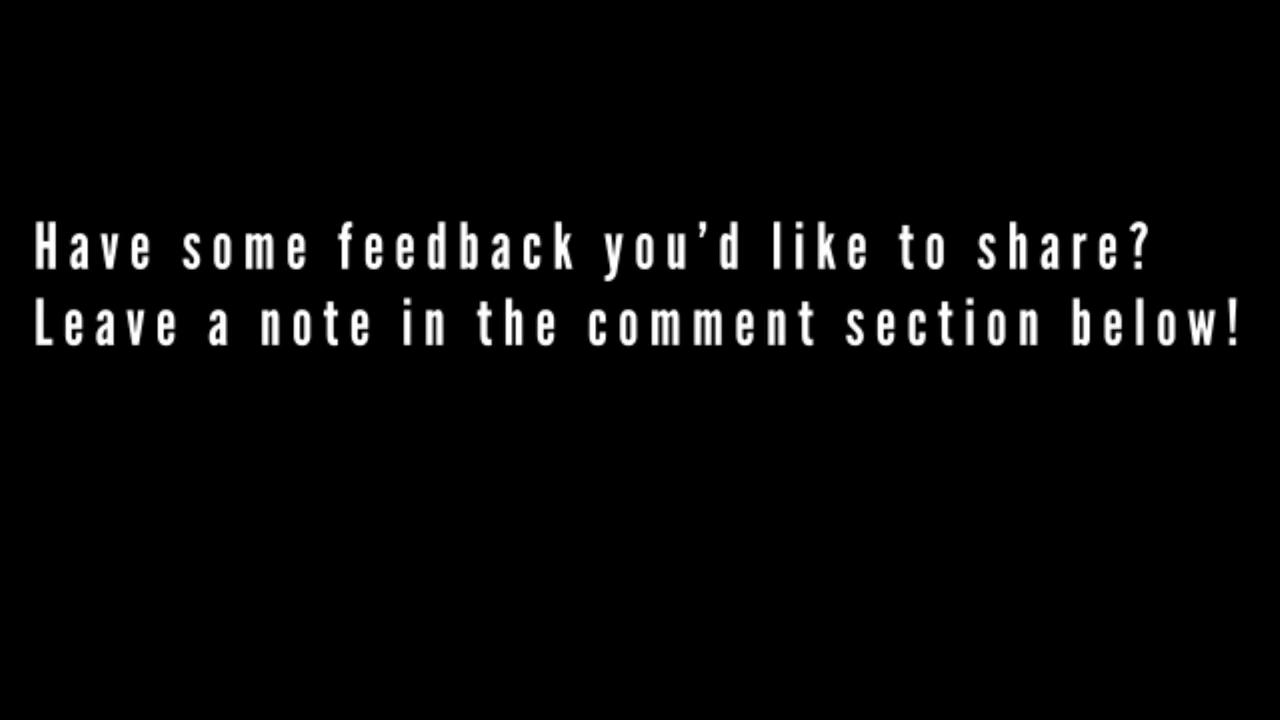 Have some feedback you’d like to share?
Leave a note in the comment section below!